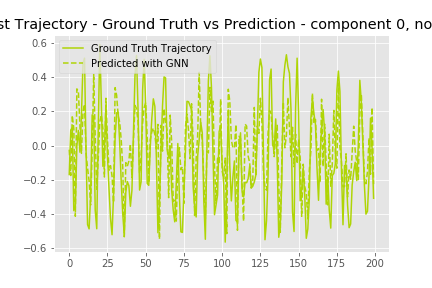 st Trajectory - Ground Truth vs Prediction - component 0, no
Ground Truth Trajectory
Predicted with GNN
0.6
0.4
0.2
0.0
−0.2
−0.4
−0.6
0 25 50 75 100 125 150 175 200